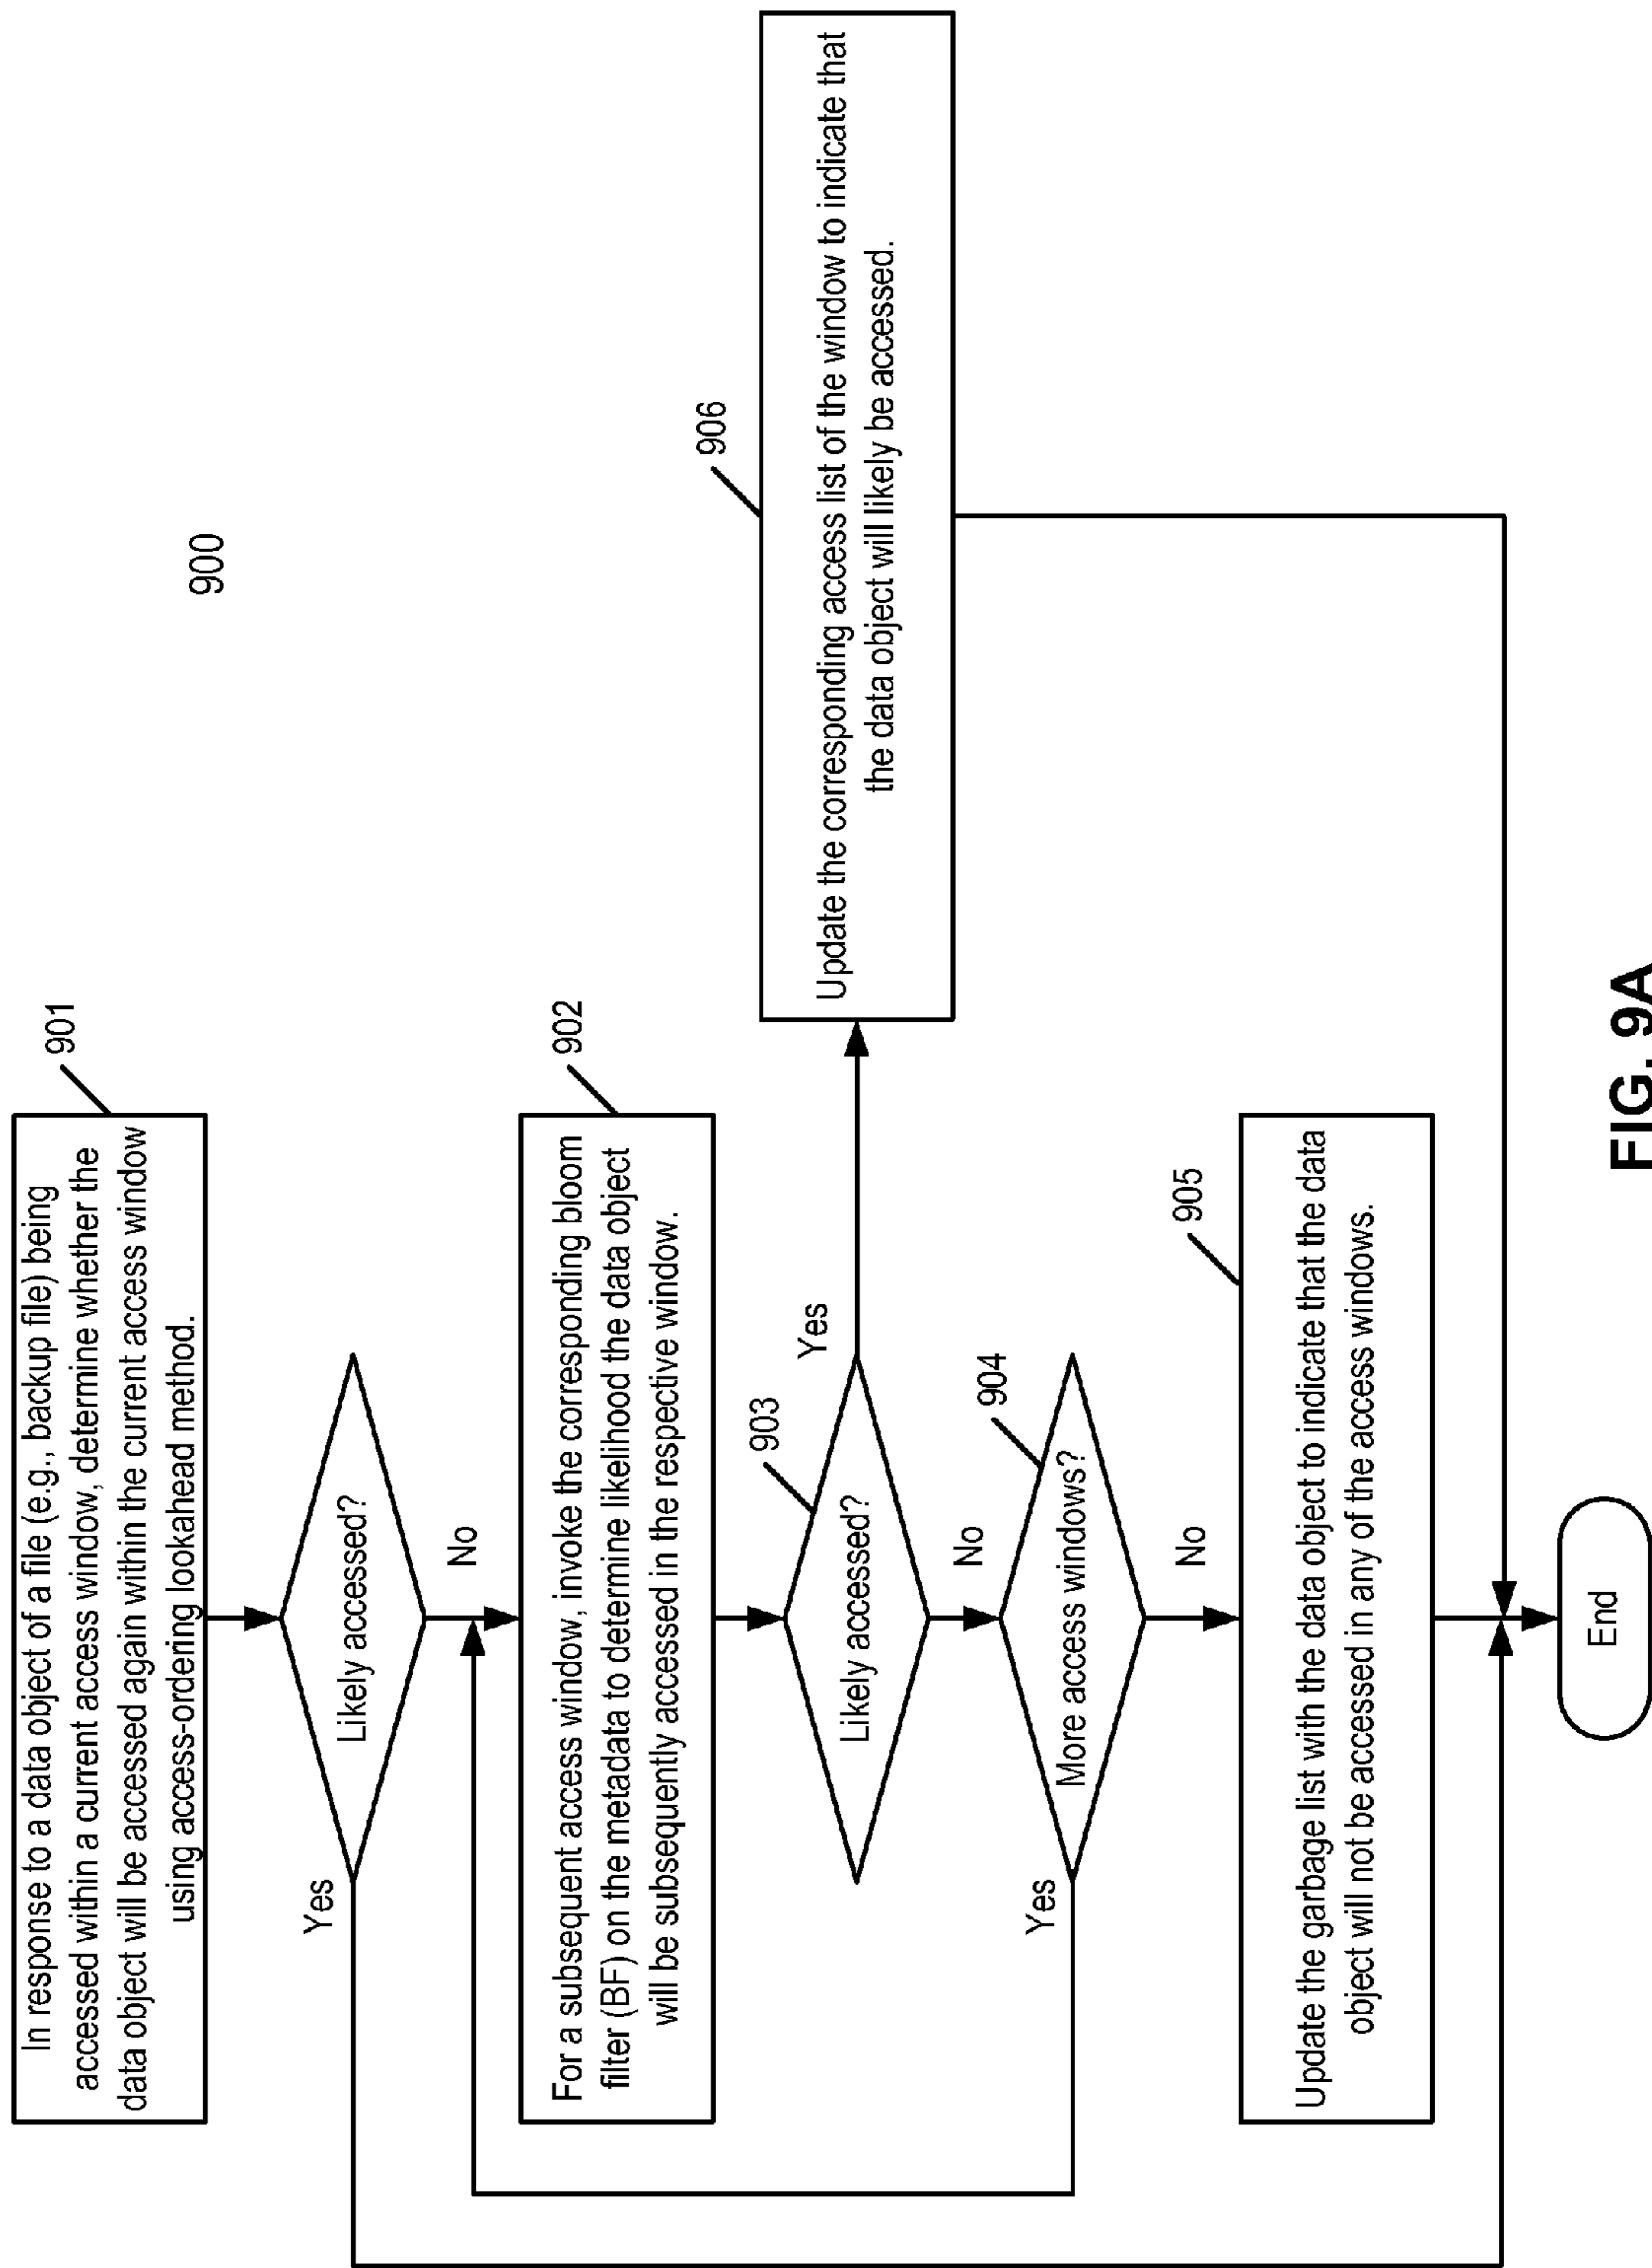 900
901
In response to a data object of a file (e.g., backup file) being
accessed within a current access window, determine whether the
data object will be accessed again within the current access window
using access-ordering lookahead method.
Likely accessed?
Yes
No
902
For a subsequent access window, invoke the corresponding bloom
filter (BF) on the metadata to determine likelihood the data object
will be subsequently accessed in the respective window.
903
Likely accessed?
Yes
No
906
Update the corresponding access list of the window to indicate that
the data object will likely be accessed.
904
More access windows?
Yes
No
905
Update the garbage list with the data object to indicate that the data
object will not be accessed in any of the access windows.
End
FIG. 9A